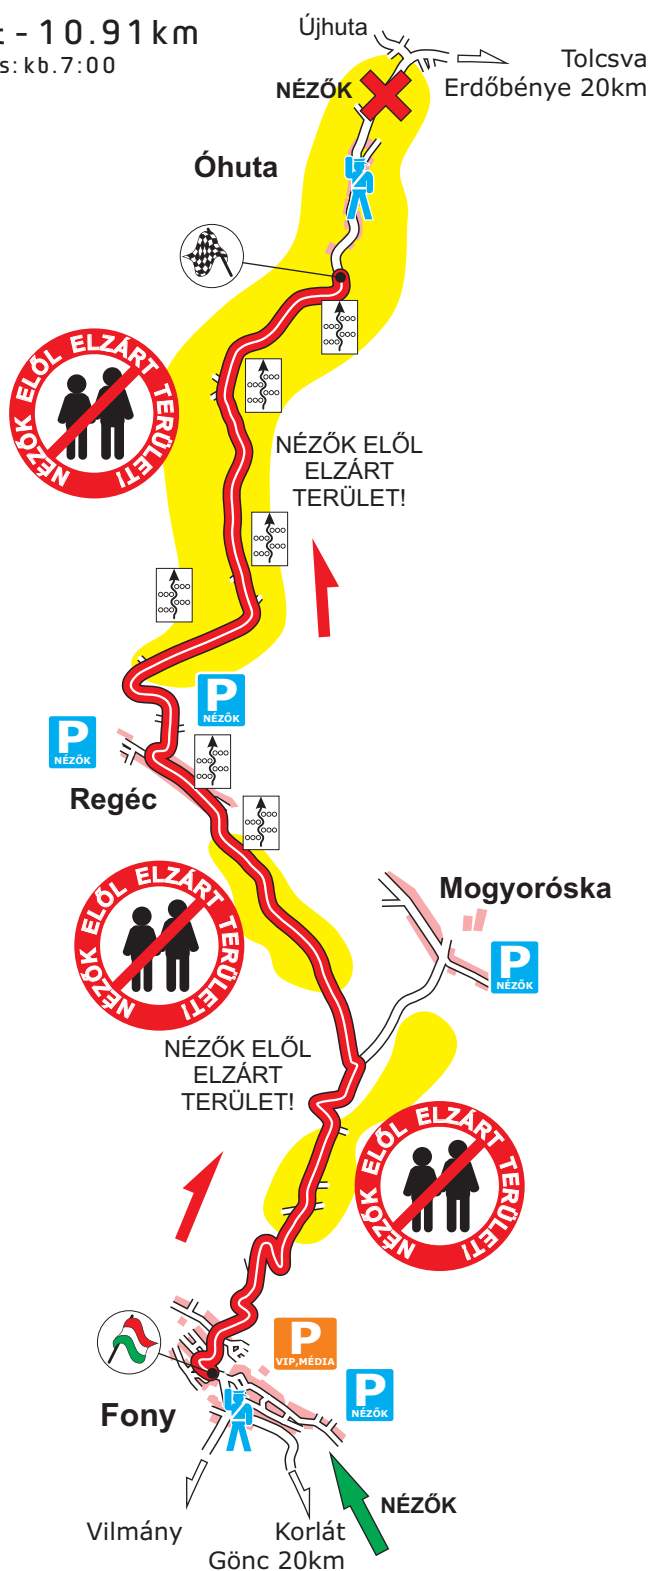 - 10.91km
s: kb.7:00
Újhuta
Tolcsva
Erdőbénye 20km
NÉZŐK
Óhuta
NÉZŐK ELŐL ELZÁRT TERÜLET!
NÉZŐK ELŐL
ELZÁRT
TERÜLET!
P
NÉZŐK
P
NÉZŐK
Regéc
Mogyoróska
NÉZŐK ELŐL ELZÁRT TERÜLET!
P
NÉZŐK
NÉZŐK ELŐL
ELZÁRT
TERÜLET!
NÉZŐK ELŐL ELZÁRT TERÜLET!
P
VIP,MÉDIA
P
NÉZŐK
Fony
NÉZŐK
Vilmány
Korlát
Gönc 20km